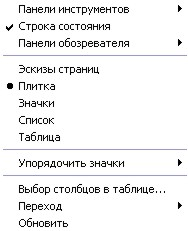 Панели инструментов
Строка состояния
Панели обозревателя
Эскизы страниц
Плитка
Значки
Список
Таблица
Упорядочить значки
Выбор столбцов в таблице...
Переход
Обновить